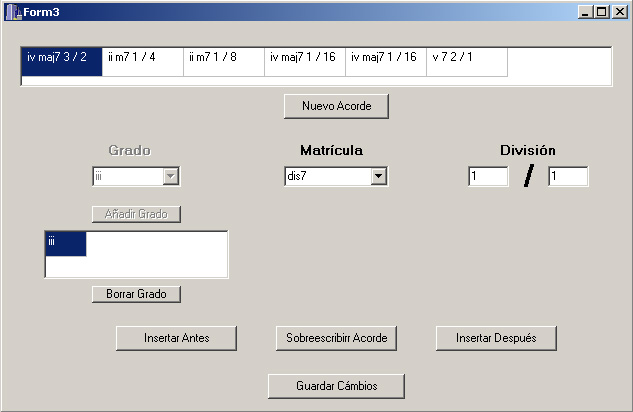 Form3
iv maj7 3 / 2 ii m7 1 / 4 ii m7 1 / 8 iv maj7 1 / 16 iv maj7 1 / 16 v 7 2 / 1
Nuevo Acorde
Grado Matrícula División
iii dis7 1 / 1
Añadir Grado
iii
Borrar Grado
Insertar Antes Sobreescribirr Acorde Insertar Después
Guardar Cámbios